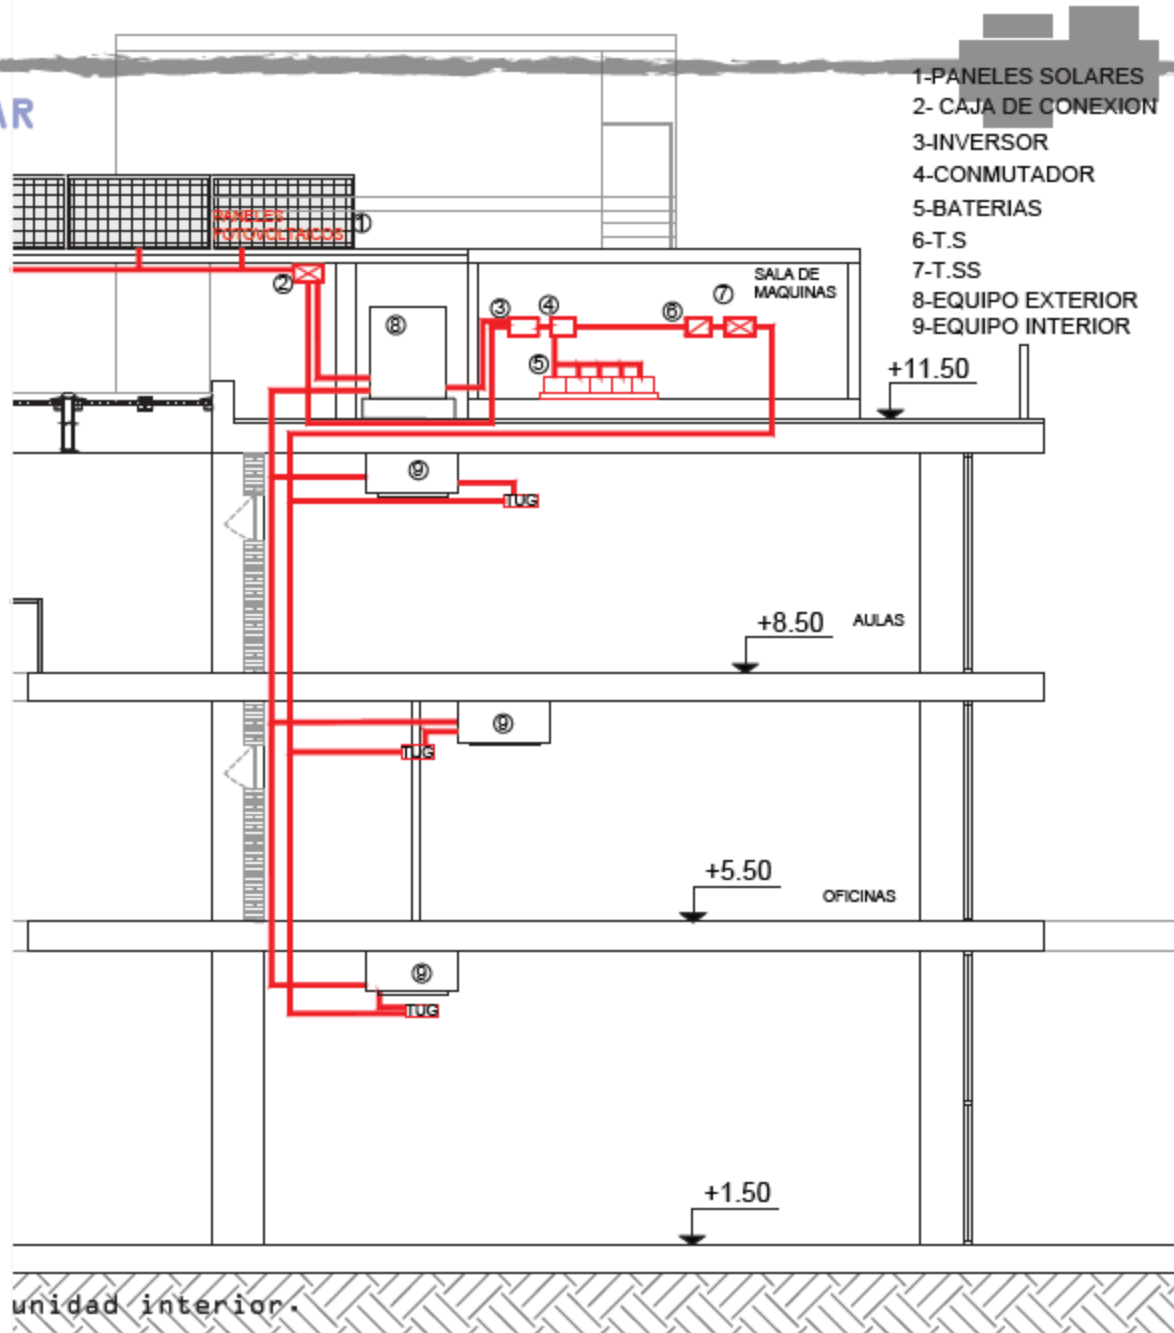 1-PANELES SOLARES
2- CAJA DE CONEXION
3-INVERSOR
4-CONMUTADOR
5-BATERIAS
6-T.S
7-T.SS
8-EQUIPO EXTERIOR
9-EQUIPO INTERIOR
AR
PANELES
FOTOVOLTAICOS
1
2
SALA DE
MAQUINAS
3
4
6
7
8
5
+11.50
9
TUG
+8.50
AULAS
9
TUG
+5.50
OFICINAS
9
TUG
+1.50
unidad interior.